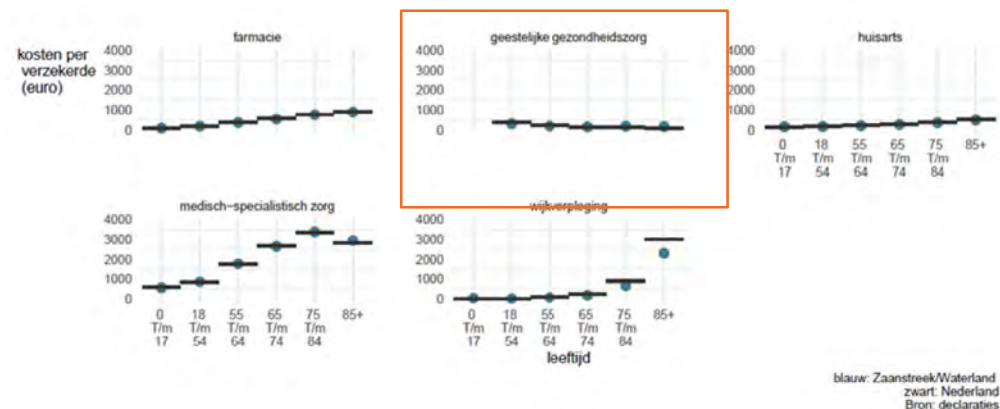 kosten per
verzekerde
(euro)
farmacie
4000
3000
2000
1000
0
geestelijke gezondheidszorg
4000
3000
2000
1000
0
huisarts
4000
3000
2000
1000
0
0 18 55 65 75 85+
T/m T/m T/m T/m T/m
17 54 64 74 84
medisch-specialistisch zorg
4000
3000
2000
1000
0
0 18 55 65 75 85+
T/m T/m T/m T/m T/m
17 54 64 74 84
wijkverpleging
4000
3000
2000
1000
0
0 18 55 65 75 85+
T/m T/m T/m T/m T/m
17 54 64 74 84
leeftijd
blauw: Zaanstreek/Waterland
zwart: Nederland
Bron: declaraties